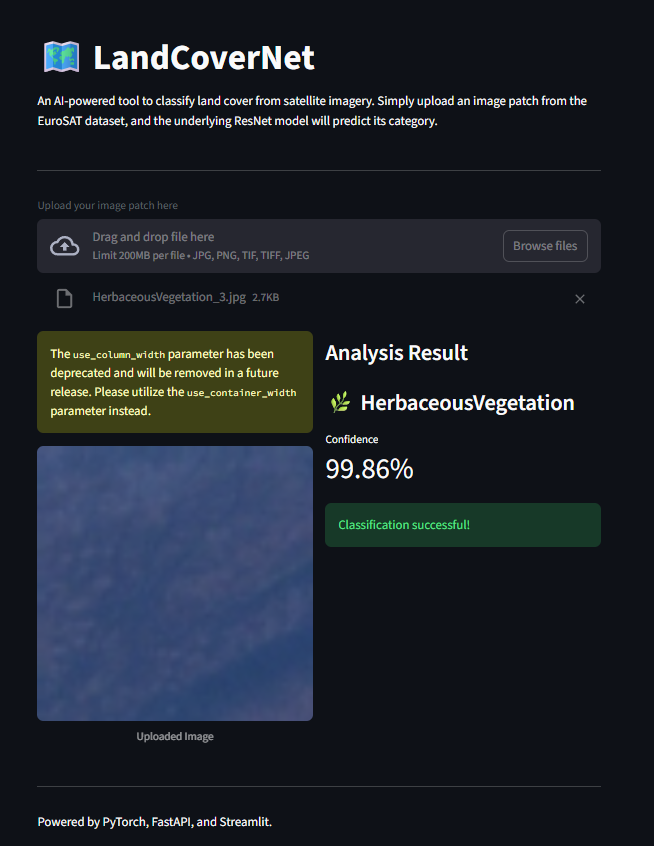 LandCoverNet
An AI-powered tool to classify land cover from satellite imagery. Simply upload an image patch from the
EuroSAT dataset, and the underlying ResNet model will predict its category.
Upload your image patch here
Drag and drop file here
Limit 200MB per file • JPG, PNG, TIF, TIFF, JPEG
Browse files
HerbaceousVegetation_3.jpg 2.7KB
The use_column_width parameter has been
deprecated and will be removed in a future
release. Please utilize the use_container_width
parameter instead.
Uploaded Image
Analysis Result
HerbaceousVegetation
Confidence
99.86%
Classification successful!
Powered by PyTorch, FastAPI, and Streamlit.